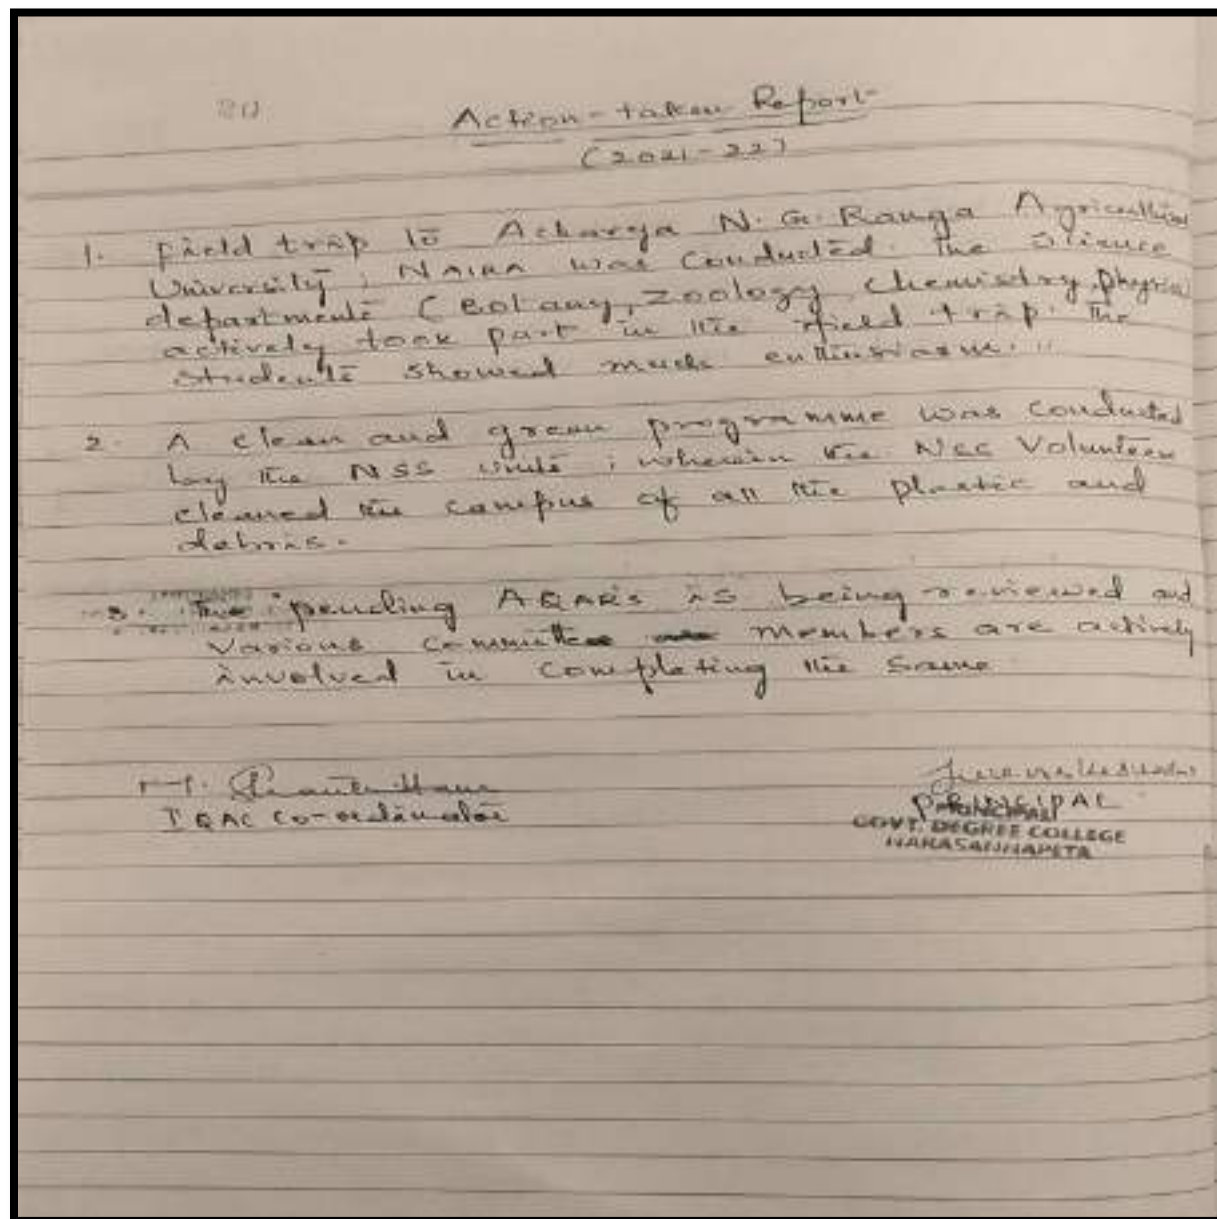 Action-taken Report
(2021-22)
1. field trip to Acharya N.G. Ranga Agricultural
University, NAIRA was conducted. The Science
departments (Botany, Zoology, Chemistry, physics
actively took part in the field trip. The
students showed much enthusiasm.
2. A clean and green programme was conducted
by the NSS units; wherein the NSS Volunteers
cleaned the campus of all the plastic and
debris.
3. The pending AQAR's is being reviewed and
various committee members are actively
involved in completing the same
M.
IQAC Co-ordinator
PRINCIPAL
GOVT. DEGREE COLLEGE
NARASANNAPETA